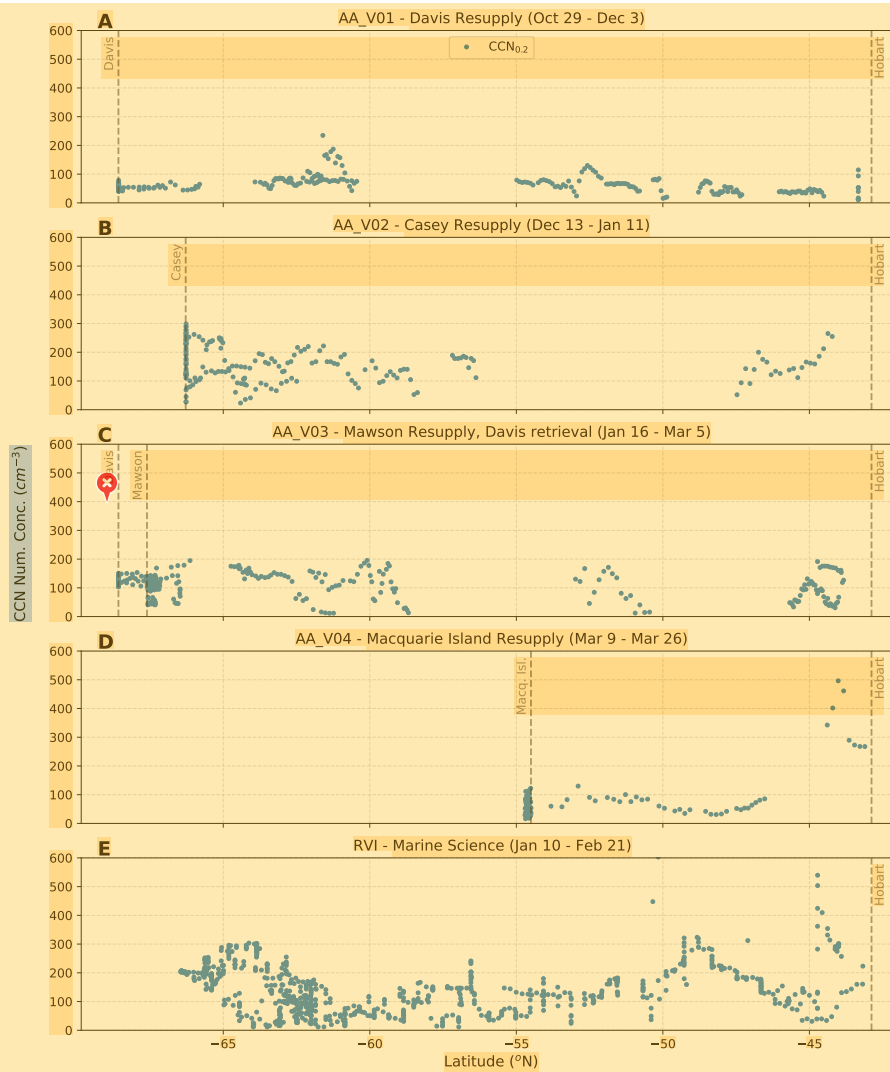 A
AA_V01 - Davis Resupply (Oct 29 - Dec 3)
600
500
400
300
200
100
0
Davis
CCN0.2
Hobart
B
AA_V02 - Casey Resupply (Dec 13 - Jan 11)
600
500
400
300
200
100
0
Casey
Hobart
C
AA_V03 - Mawson Resupply, Davis retrieval (Jan 16 - Mar 5)
CCN Num. Conc. (cm⁻³)
600
500
400
300
200
100
0
Mawson
Hobart
D
AA_V04 - Macquarie Island Resupply (Mar 9 - Mar 26)
600
500
400
300
200
100
0
Macq. Isl.
Hobart
E
RVI - Marine Science (Jan 10 - Feb 21)
600
500
400
300
200
100
0
Hobart
−65
−60
−55
−50
−45
Latitude (°N)